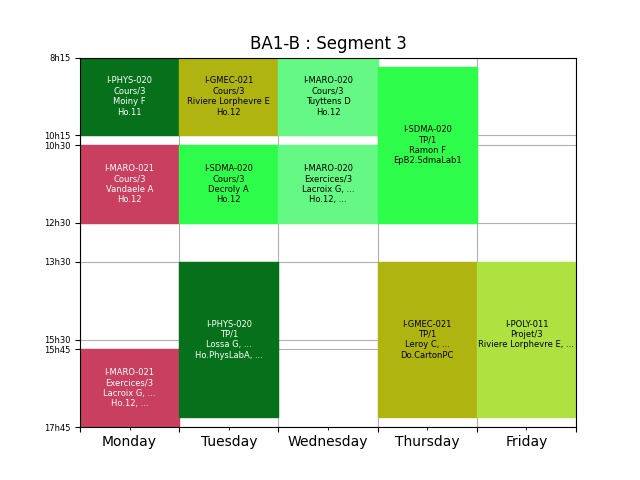 BA1-B : Segment 3
8h15
10h15
10h30
12h30
13h30
15h30
15h45
17h45
I-PHYS-020
Cours/3
Moiny F
Ho.11
I-MARO-021
Cours/3
Vandaele A
Ho.12
I-MARO-021
Exercices/3
Lacroix G, ...
Ho.12, ...
I-GMEC-021
Cours/3
Riviere Lorphevre E
Ho.12
I-SDMA-020
Cours/3
Decroly A
Ho.12
I-PHYS-020
TP/1
Lossa G, ...
Ho.PhysLabA, ...
I-MARO-020
Cours/3
Tuyttens D
Ho.12
I-MARO-020
Exercices/3
Lacroix G, ...
Ho.12, ...
I-SDMA-020
TP/1
Ramon F
EpB2.SdmaLab1
I-GMEC-021
TP/1
Leroy C, ...
Do.CartonPC
I-POLY-011
Projet/3
Riviere Lorphevre E, ...
Monday
Tuesday
Wednesday
Thursday
Friday